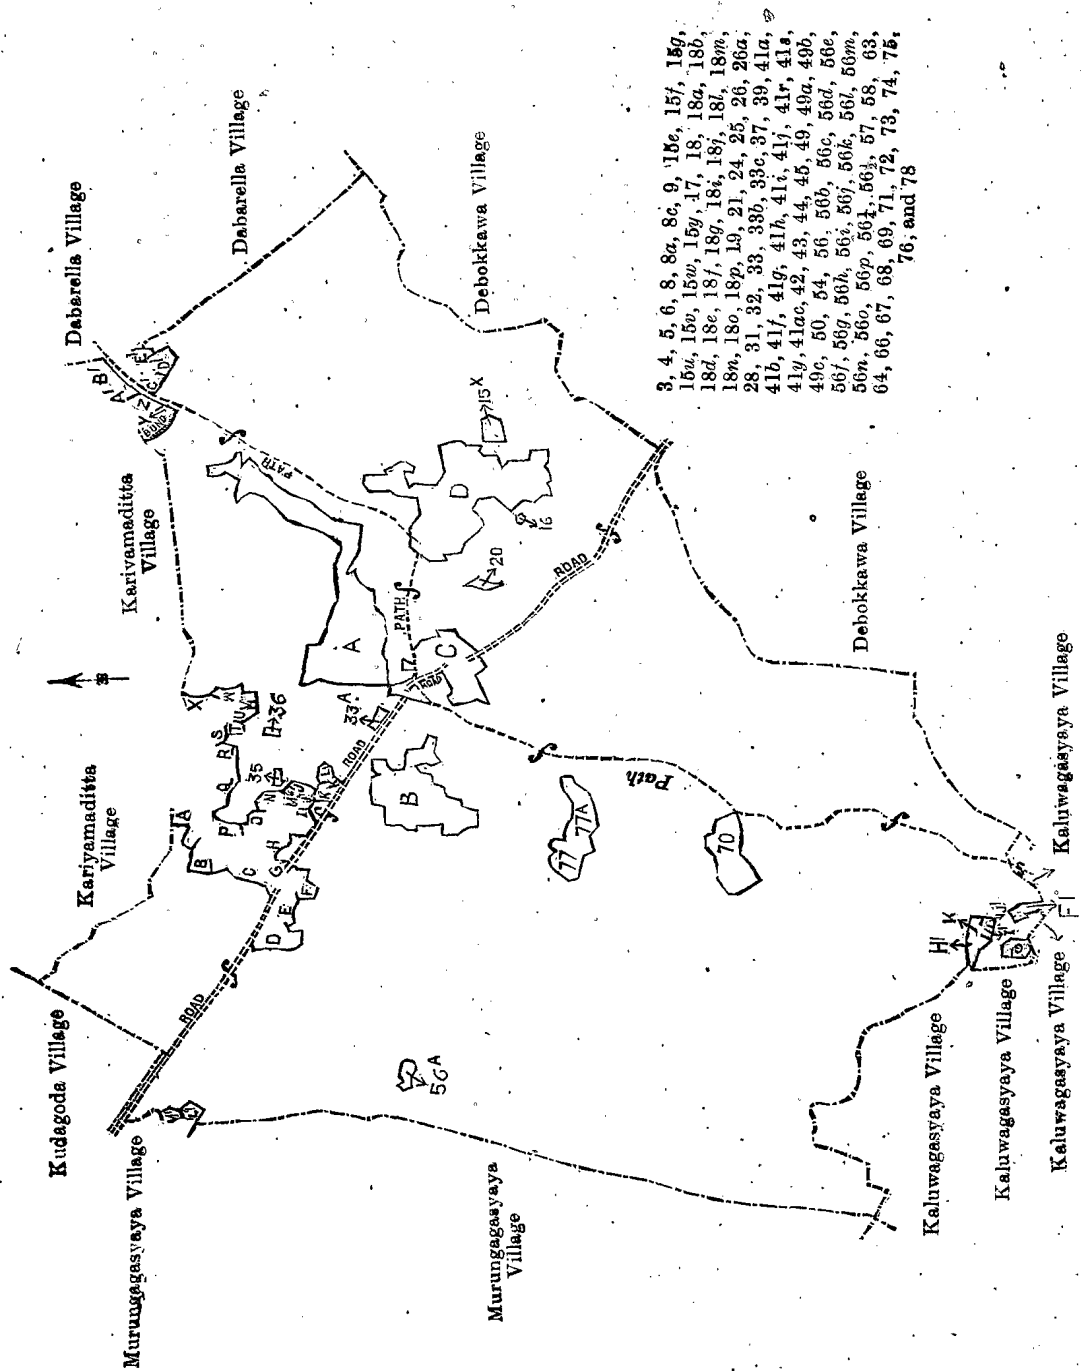 Kudagoda Village
Kariyamaditta
Village
Karivamaditta
Village
Dabarella Village
Dabarella Village
Debokkawa Village
Debokkawa Village
Kaluwagasyaya Village
Kaluwagasyaya Village
Kaluwagasyaya Village
Kaluwagasyaya Village
Murungagasyaya
Village
Murungagasyaya Village
ROAD
ROAD
ROAD
ROAD
PATH
PATH
Path
BUND
A
B
C
D
A
B
C
D
E
F
G
H
P
Q
R
S
X
Y
Z
A'
B'
E'
D'
H'
K'
F'
15X
16
20
33A
35
36
56A
70
77
77A
3, 4, 5, 6, 8, 8a, 8c, 9, 15e, 15f, 15g,
15u, 15v, 15w, 15y, 17, 18, 18a, 18b,
18d, 18e, 18f, 18g, 18i, 18j, 18l, 18m,
18n, 18o, 18p, 19, 21, 24, 25, 26, 26a,
28, 31, 32, 33, 33b, 33c, 37, 39, 41a,
41b, 41f, 41g, 41h, 41i, 41j, 41r, 41s,
41y, 41ac, 42, 43, 44, 45, 49, 49a, 49b,
49c, 50, 54, 56, 56b, 56c, 56d, 56e,
56f, 56g, 56h, 56i, 56j, 56k, 56l, 56m,
56n, 56o, 56p, 56¼, 56½, 57, 58, 63,
64, 66, 67, 68, 69, 71, 72, 73, 74, 75,
76, and 78